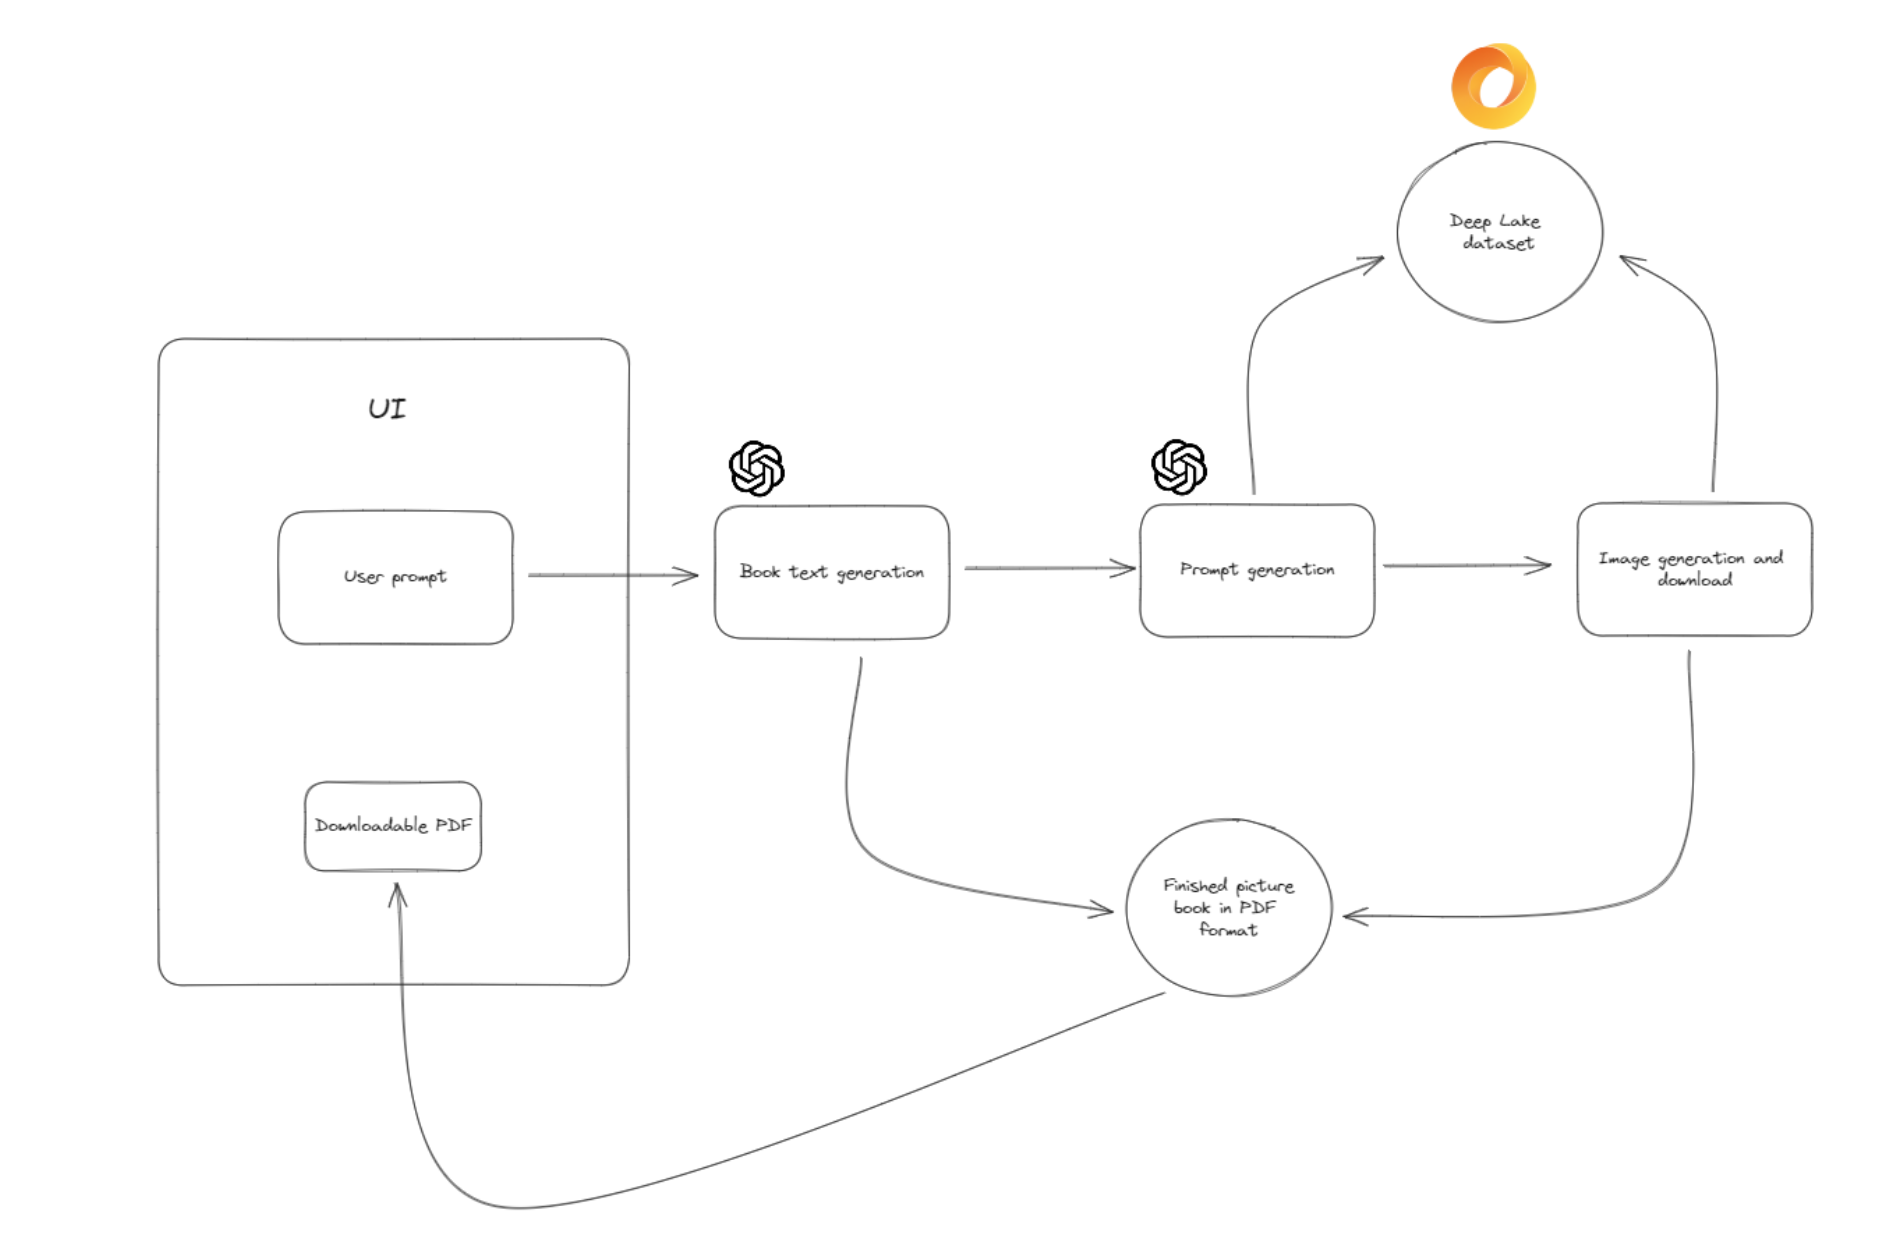 Deep Lake
dataset
UI
User prompt
Book text generation
Prompt generation
Image generation and
download
Downloadable PDF
Finished picture
book in PDF
format